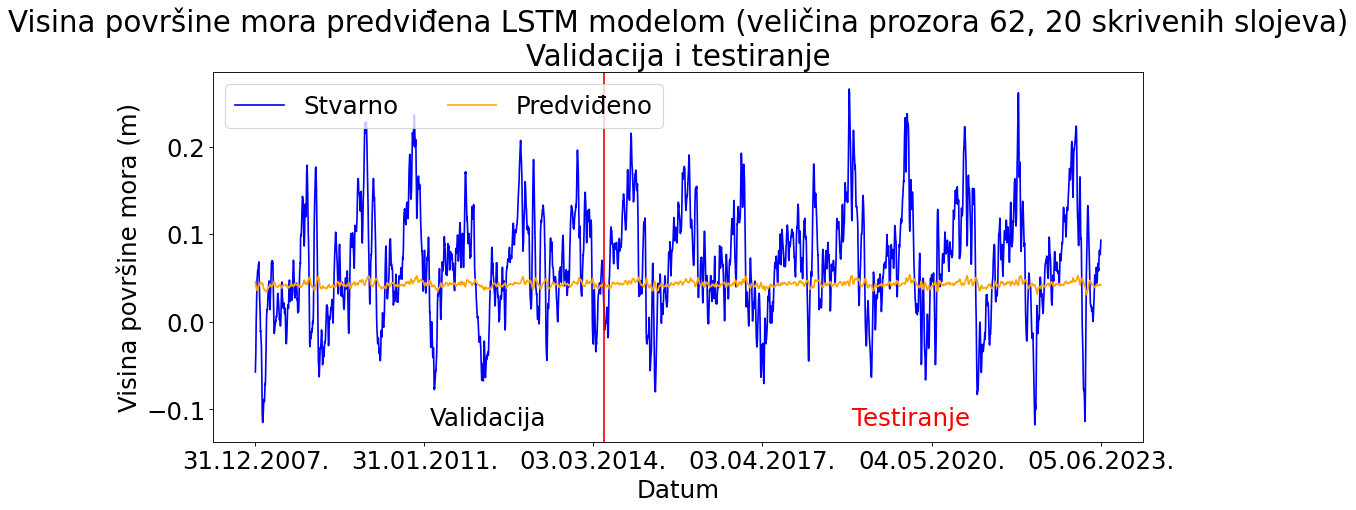 Visina površine mora predviđena LSTM modelom (veličina prozora 62, 20 skrivenih slojeva)
Validacija i testiranje
Stvarno
Predviđeno
Visina površine mora (m)
0.2
0.1
0.0
−0.1
Validacija
Testiranje
31.12.2007.
31.01.2011.
03.03.2014.
03.04.2017.
04.05.2020.
05.06.2023.
Datum